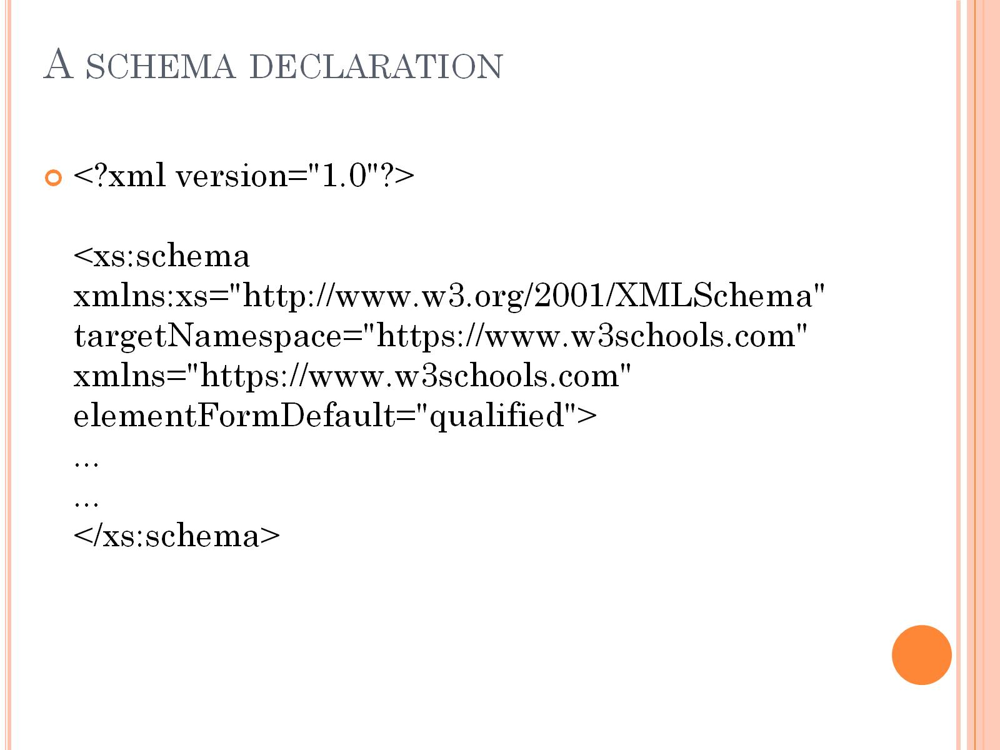 A SCHEMA DECLARATION
<?xml version="1.0"?>
<xs:schema
xmlns:xs="http://www.w3.org/2001/XMLSchema"
targetNamespace="https://www.w3schools.com"
xmlns="https://www.w3schools.com"
elementFormDefault="qualified">
...
...
</xs:schema>